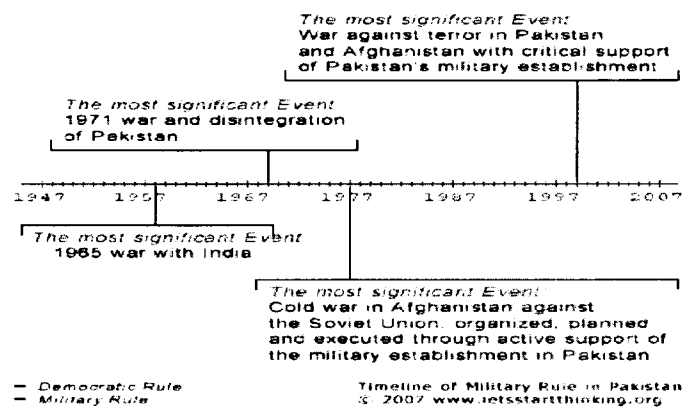 The most significant Event
War against terror in Pakistan
and Afghanistan with critical support
of Pakistan's military establishment
The most significant Event
1971 war and disintegration
of Pakistan
1947 1957 1967 1977 1987 1997 2007
The most significant Event
1965 war with India
The most significant Event:
Cold war in Afghanistan against
the Soviet Union, organized, planned
and executed through active support of
the military establishment in Pakistan
– Democratic Rule
– Military Rule
Timeline of Military Rule in Pakistan
© 2007 www.letsstartthinking.org